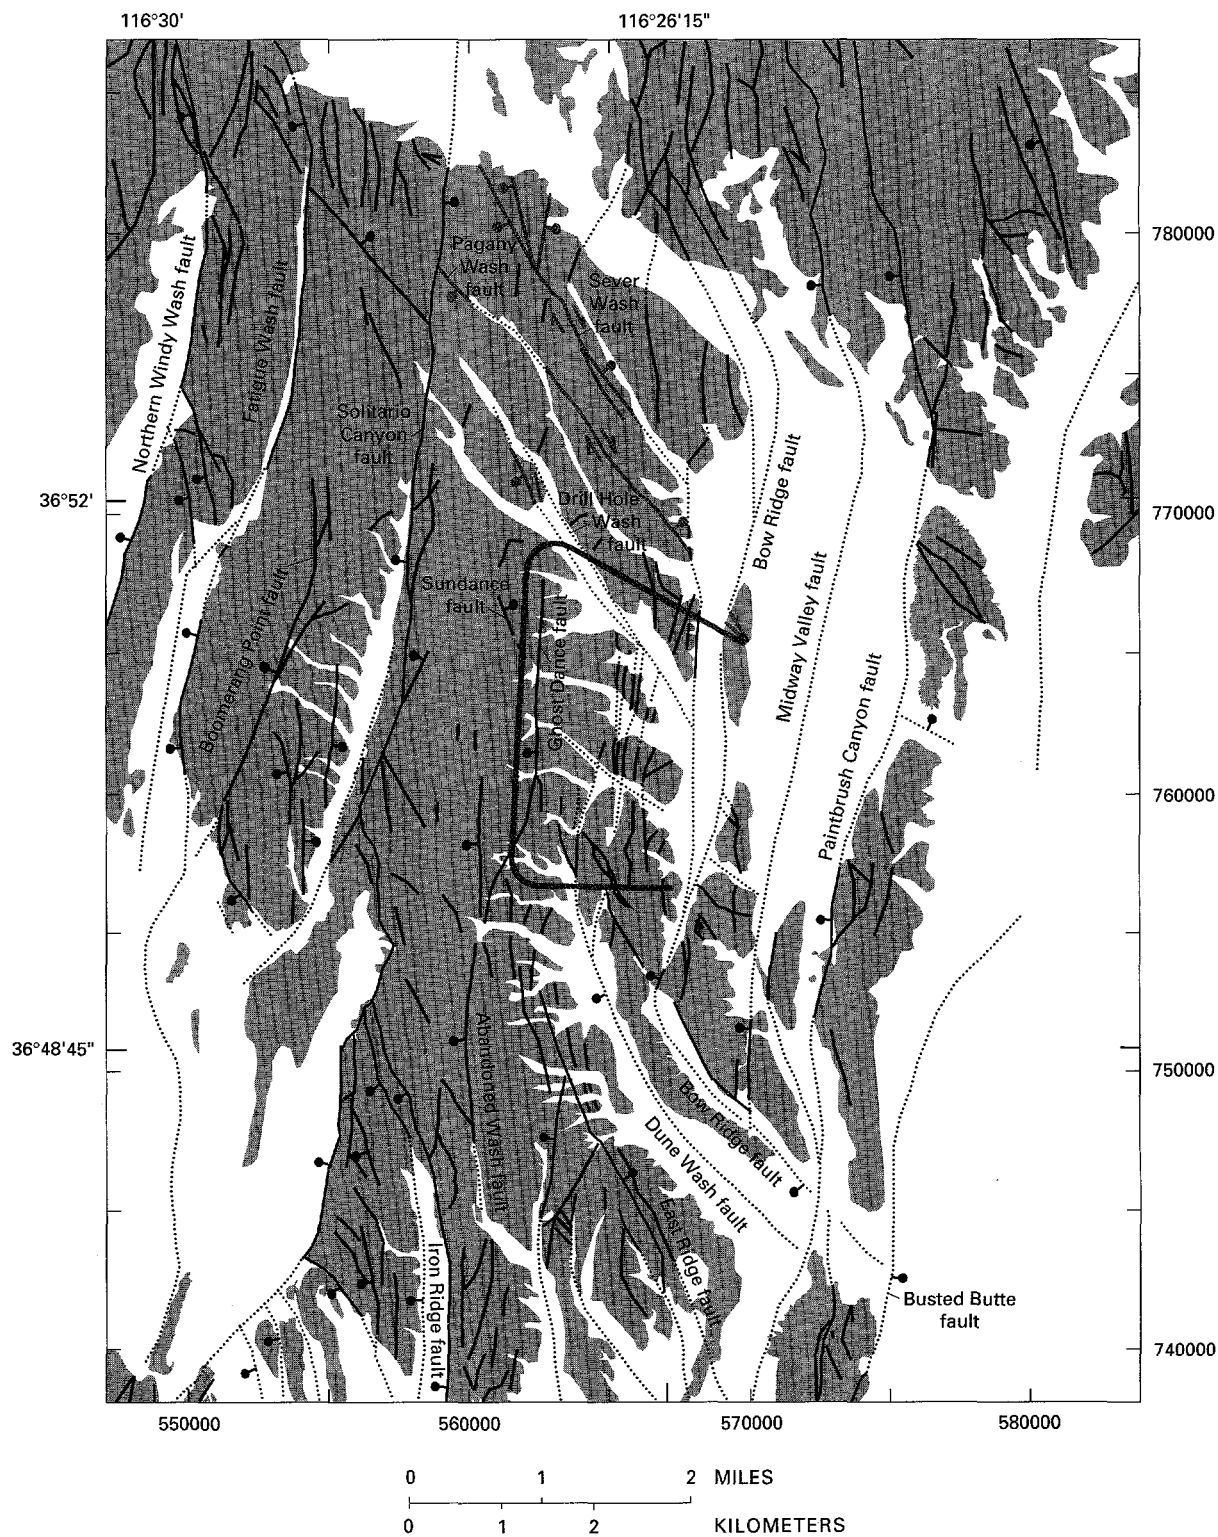 116°30'
116°26'15"
780000
Pagany
Wash
fault
Sever
Wash
fault
Northern Windy Wash fault
Fatigue Wash fault
Solitario
Canyon
fault
36°52'
Drill Hole
Wash
fault
Bow Ridge fault
770000
Sundance
fault
Boomerang Point fault
Ghost Dance fault
Midway Valley fault
Paintbrush Canyon fault
760000
36°48'45"
750000
Abandoned Wash fault
Bow Ridge fault
Dune Wash fault
East Ridge fault
Iron Ridge fault
Busted Butte
fault
740000
550000
560000
570000
580000
0 1 2 MILES
0 1 2 KILOMETERS